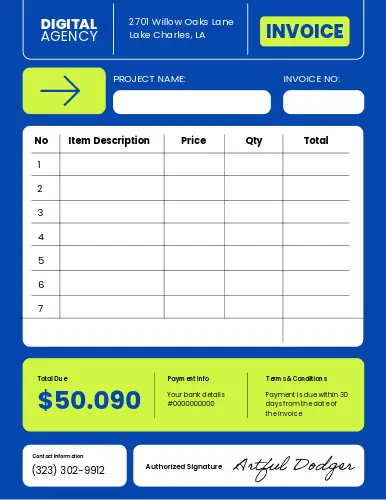 DIGITAL
AGENCY
2701 Willow Oaks Lane
Lake Charles, LA
INVOICE
PROJECT NAME:
INVOICE NO:
No Item Description Price Qty Total
1
2
3
4
5
6
7
Total Due
$50.090
Payment Info
Your bank details
#0000000000
Terms & Conditions
Payment is due within 30
days from the date of
the invoice
Contact Information
(323) 302-9912
Authorized Signature
Artful Dodger